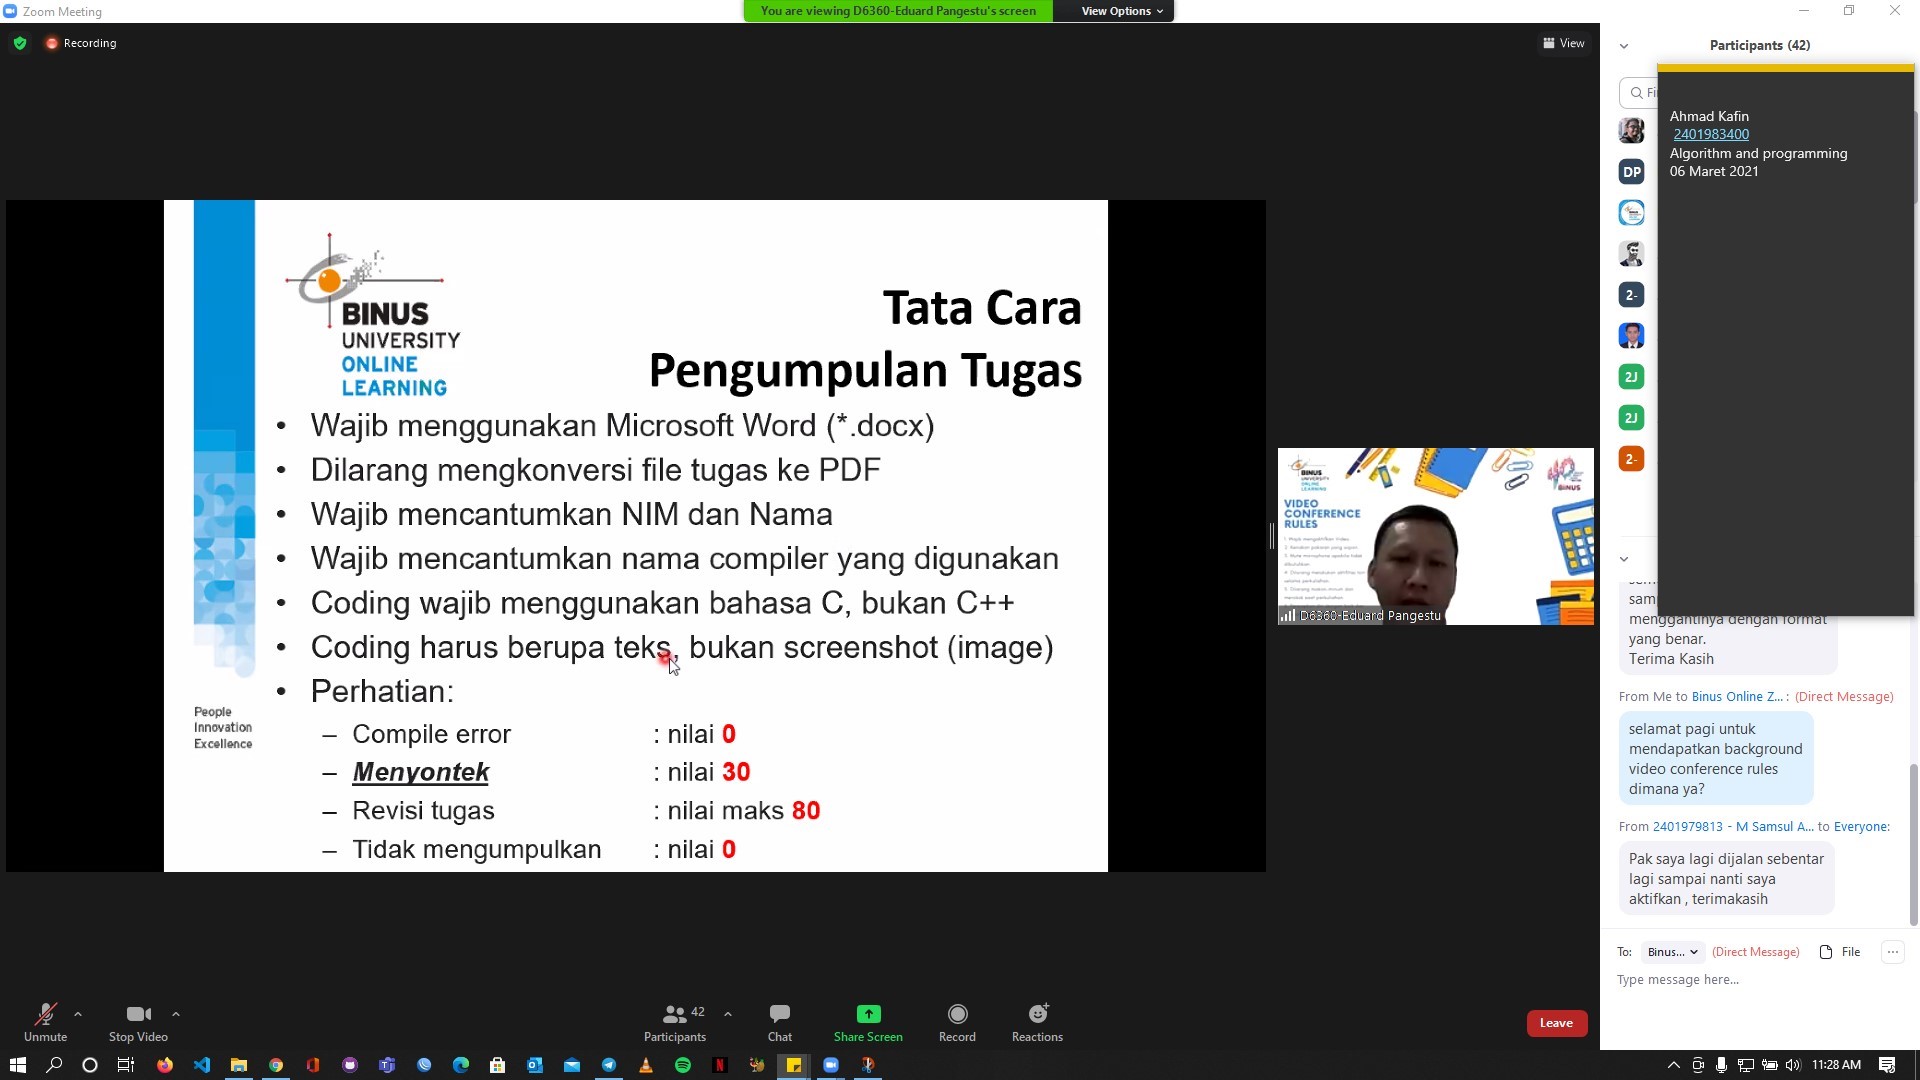 Zoom Meeting
You are viewing D6360-Eduard Pangestu's screen
View Options
Recording
View
Participants (42)
Fi
Ahmad Kafin
2401983400
Algorithm and programming
06 Maret 2021
DP
2-
2J
2J
2-
BINUS
UNIVERSITY
ONLINE
LEARNING
Tata Cara
Pengumpulan Tugas
• Wajib menggunakan Microsoft Word (*.docx)
• Dilarang mengkonversi file tugas ke PDF
• Wajib mencantumkan NIM dan Nama
• Wajib mencantumkan nama compiler yang digunakan
• Coding wajib menggunakan bahasa C, bukan C++
• Coding harus berupa teks, bukan screenshot (image)
• Perhatian:
– Compile error : nilai 0
– Menyontek : nilai 30
– Revisi tugas : nilai maks 80
– Tidak mengumpulkan : nilai 0
People
Innovation
Excellence
BINUS
UNIVERSITY
ONLINE
LEARNING
BINUS
VIDEO
CONFERENCE
RULES
D6360-Eduard Pangestu
menggantinya dengan format
yang benar.
Terima Kasih
From Me to Binus Online Z... : (Direct Message)
selamat pagi untuk
mendapatkan background
video conference rules
dimana ya?
From 2401979813 - M Samsul A... to Everyone:
Pak saya lagi dijalan sebentar
lagi sampai nanti saya
aktifkan , terimakasih
To: Binus... (Direct Message) File
Type message here...
Unmute
Stop Video
42
Participants
Chat
Share Screen
Record
Reactions
Leave
11:28 AM